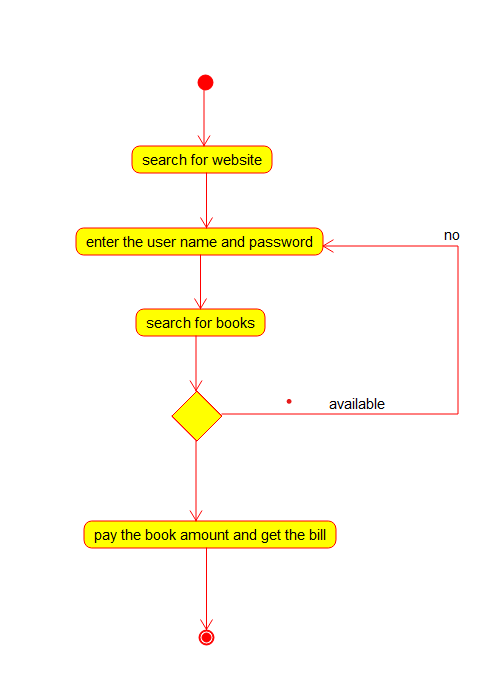 search for website
enter the user name and password
no
search for books
available
pay the book amount and get the bill